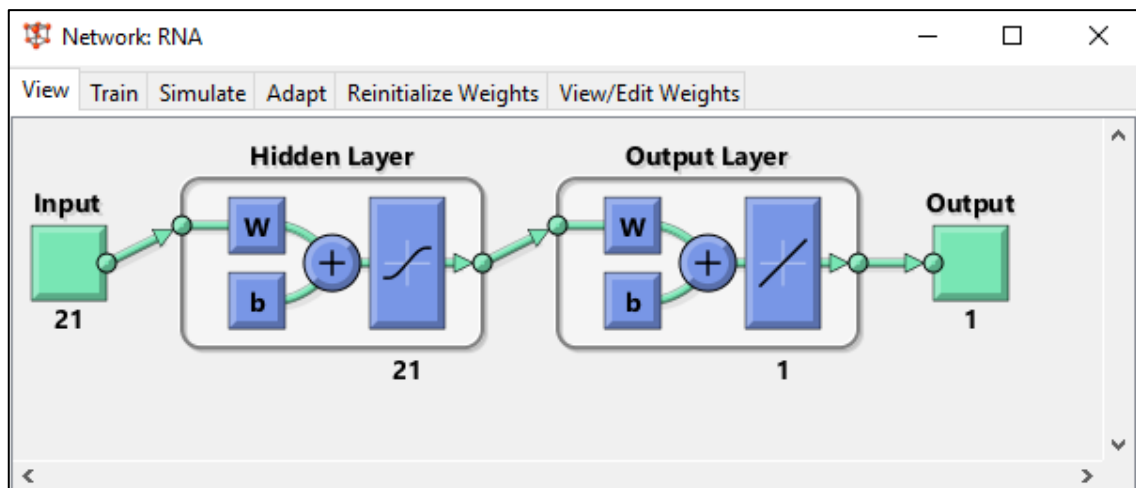 Network: RNA
View Train Simulate Adapt Reinitialize Weights View/Edit Weights
Hidden Layer Output Layer
Input Output
W W
+ +
b b
21 1
21 1